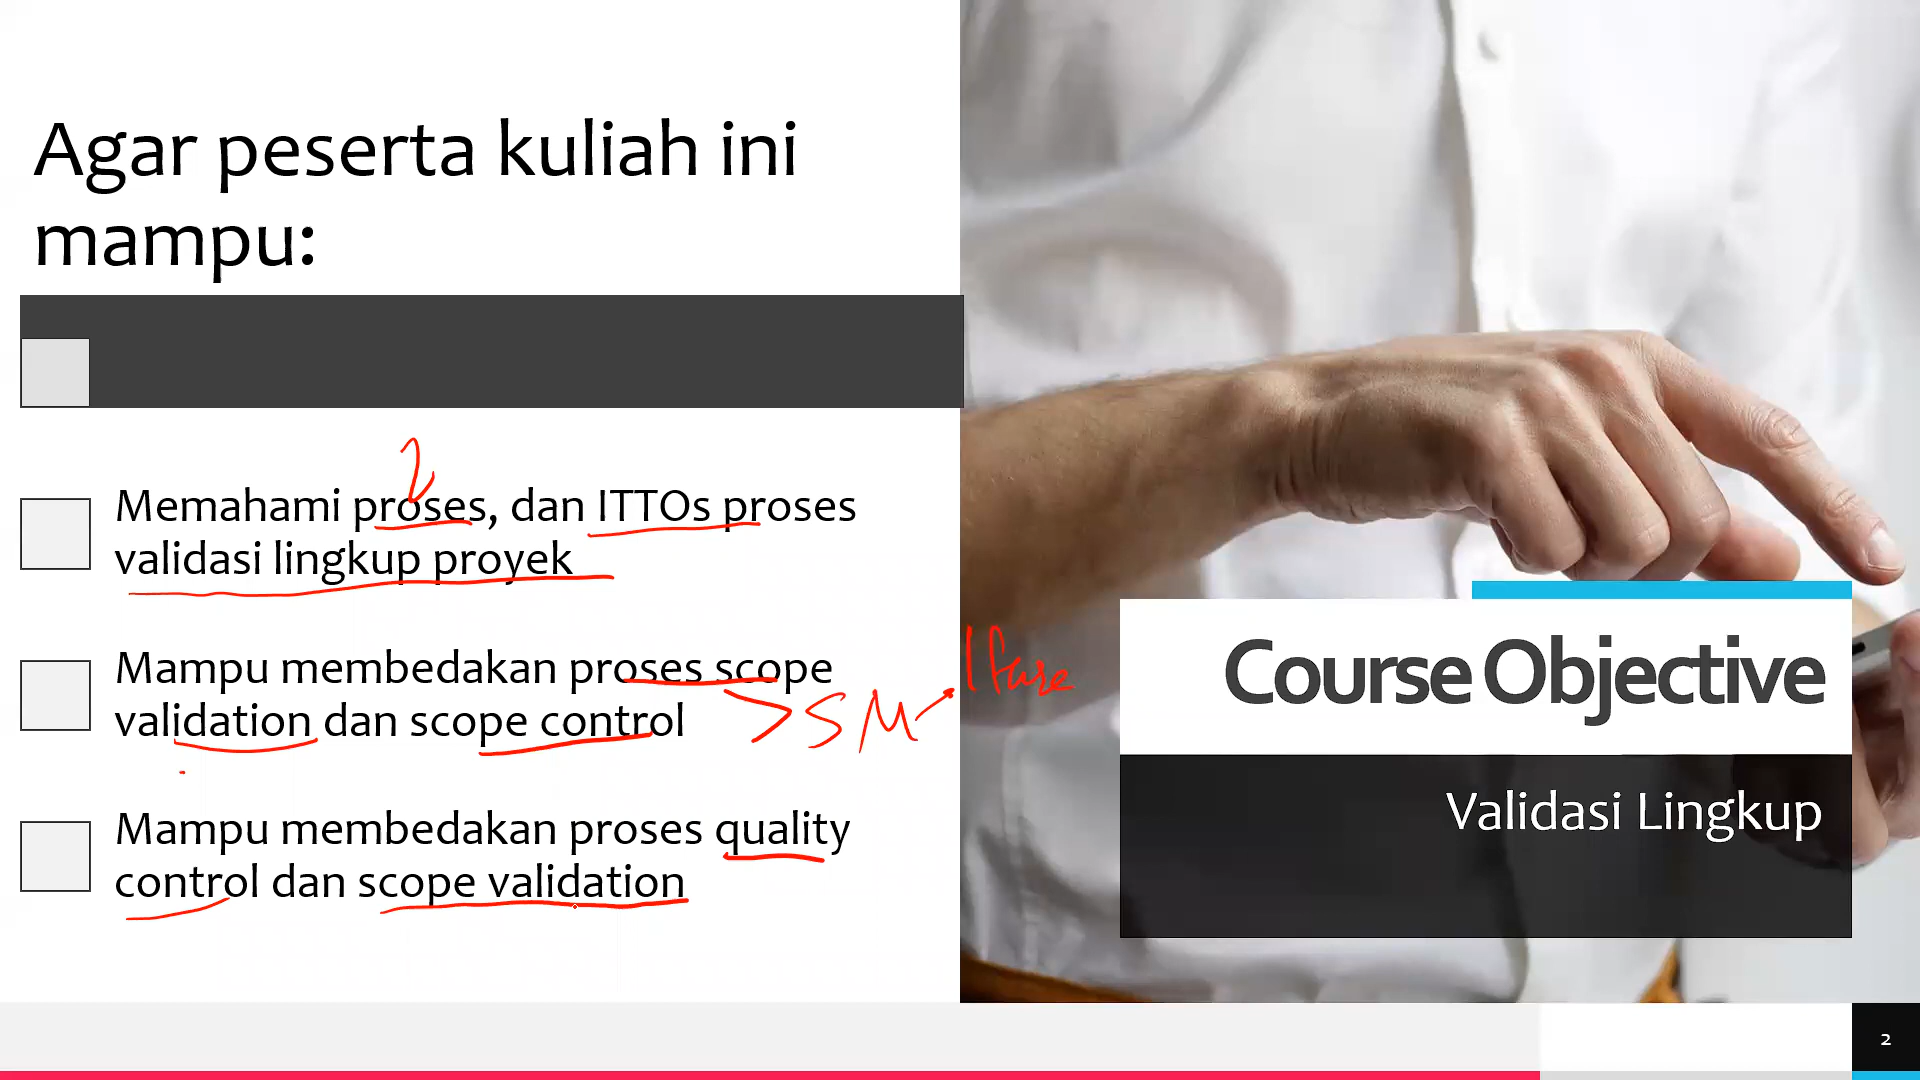 Agar peserta kuliah ini
mampu:
2
Memahami proses, dan ITTOs proses
validasi lingkup proyek
Mampu membedakan proses scope
validation dan scope control
> S M
Mampu membedakan proses quality
control dan scope validation
Course Objective
Validasi Lingkup
2